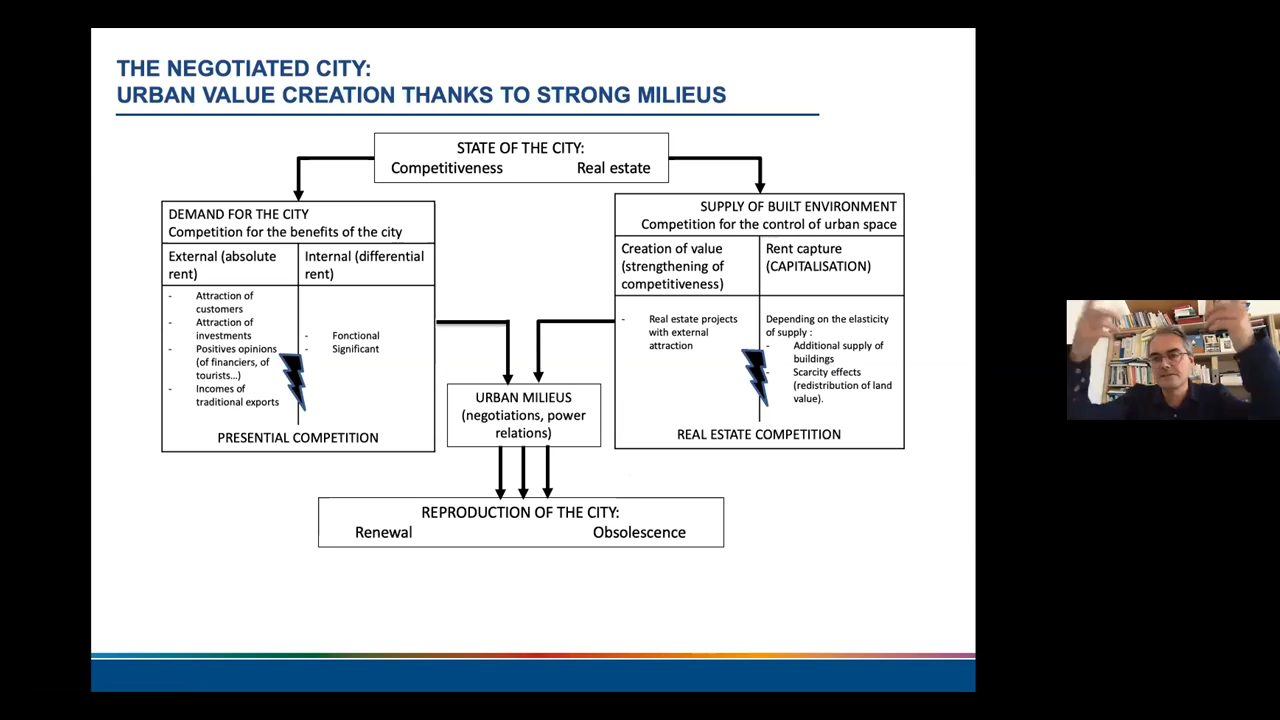 THE NEGOTIATED CITY:
URBAN VALUE CREATION THANKS TO STRONG MILIEUS
STATE OF THE CITY:
Competitiveness Real estate
DEMAND FOR THE CITY
Competition for the benefits of the city
External (absolute
rent)
Internal (differential
rent)
- Attraction of
customers
- Attraction of
investments
- Positives opinions
(of financiers, of
tourists…)
- Incomes of
traditional exports
- Fonctional
- Significant
PRESENTIAL COMPETITION
SUPPLY OF BUILT ENVIRONMENT
Competition for the control of urban space
Creation of value
(strengthening of
competitiveness)
Rent capture
(CAPITALISATION)
- Real estate projects
with external
attraction
Depending on the elasticity
of supply :
- Additional supply of
buildings
- Scarcity effects
(redistribution of land
value).
REAL ESTATE COMPETITION
URBAN MILIEUS
(negotiations, power
relations)
REPRODUCTION OF THE CITY:
Renewal Obsolescence